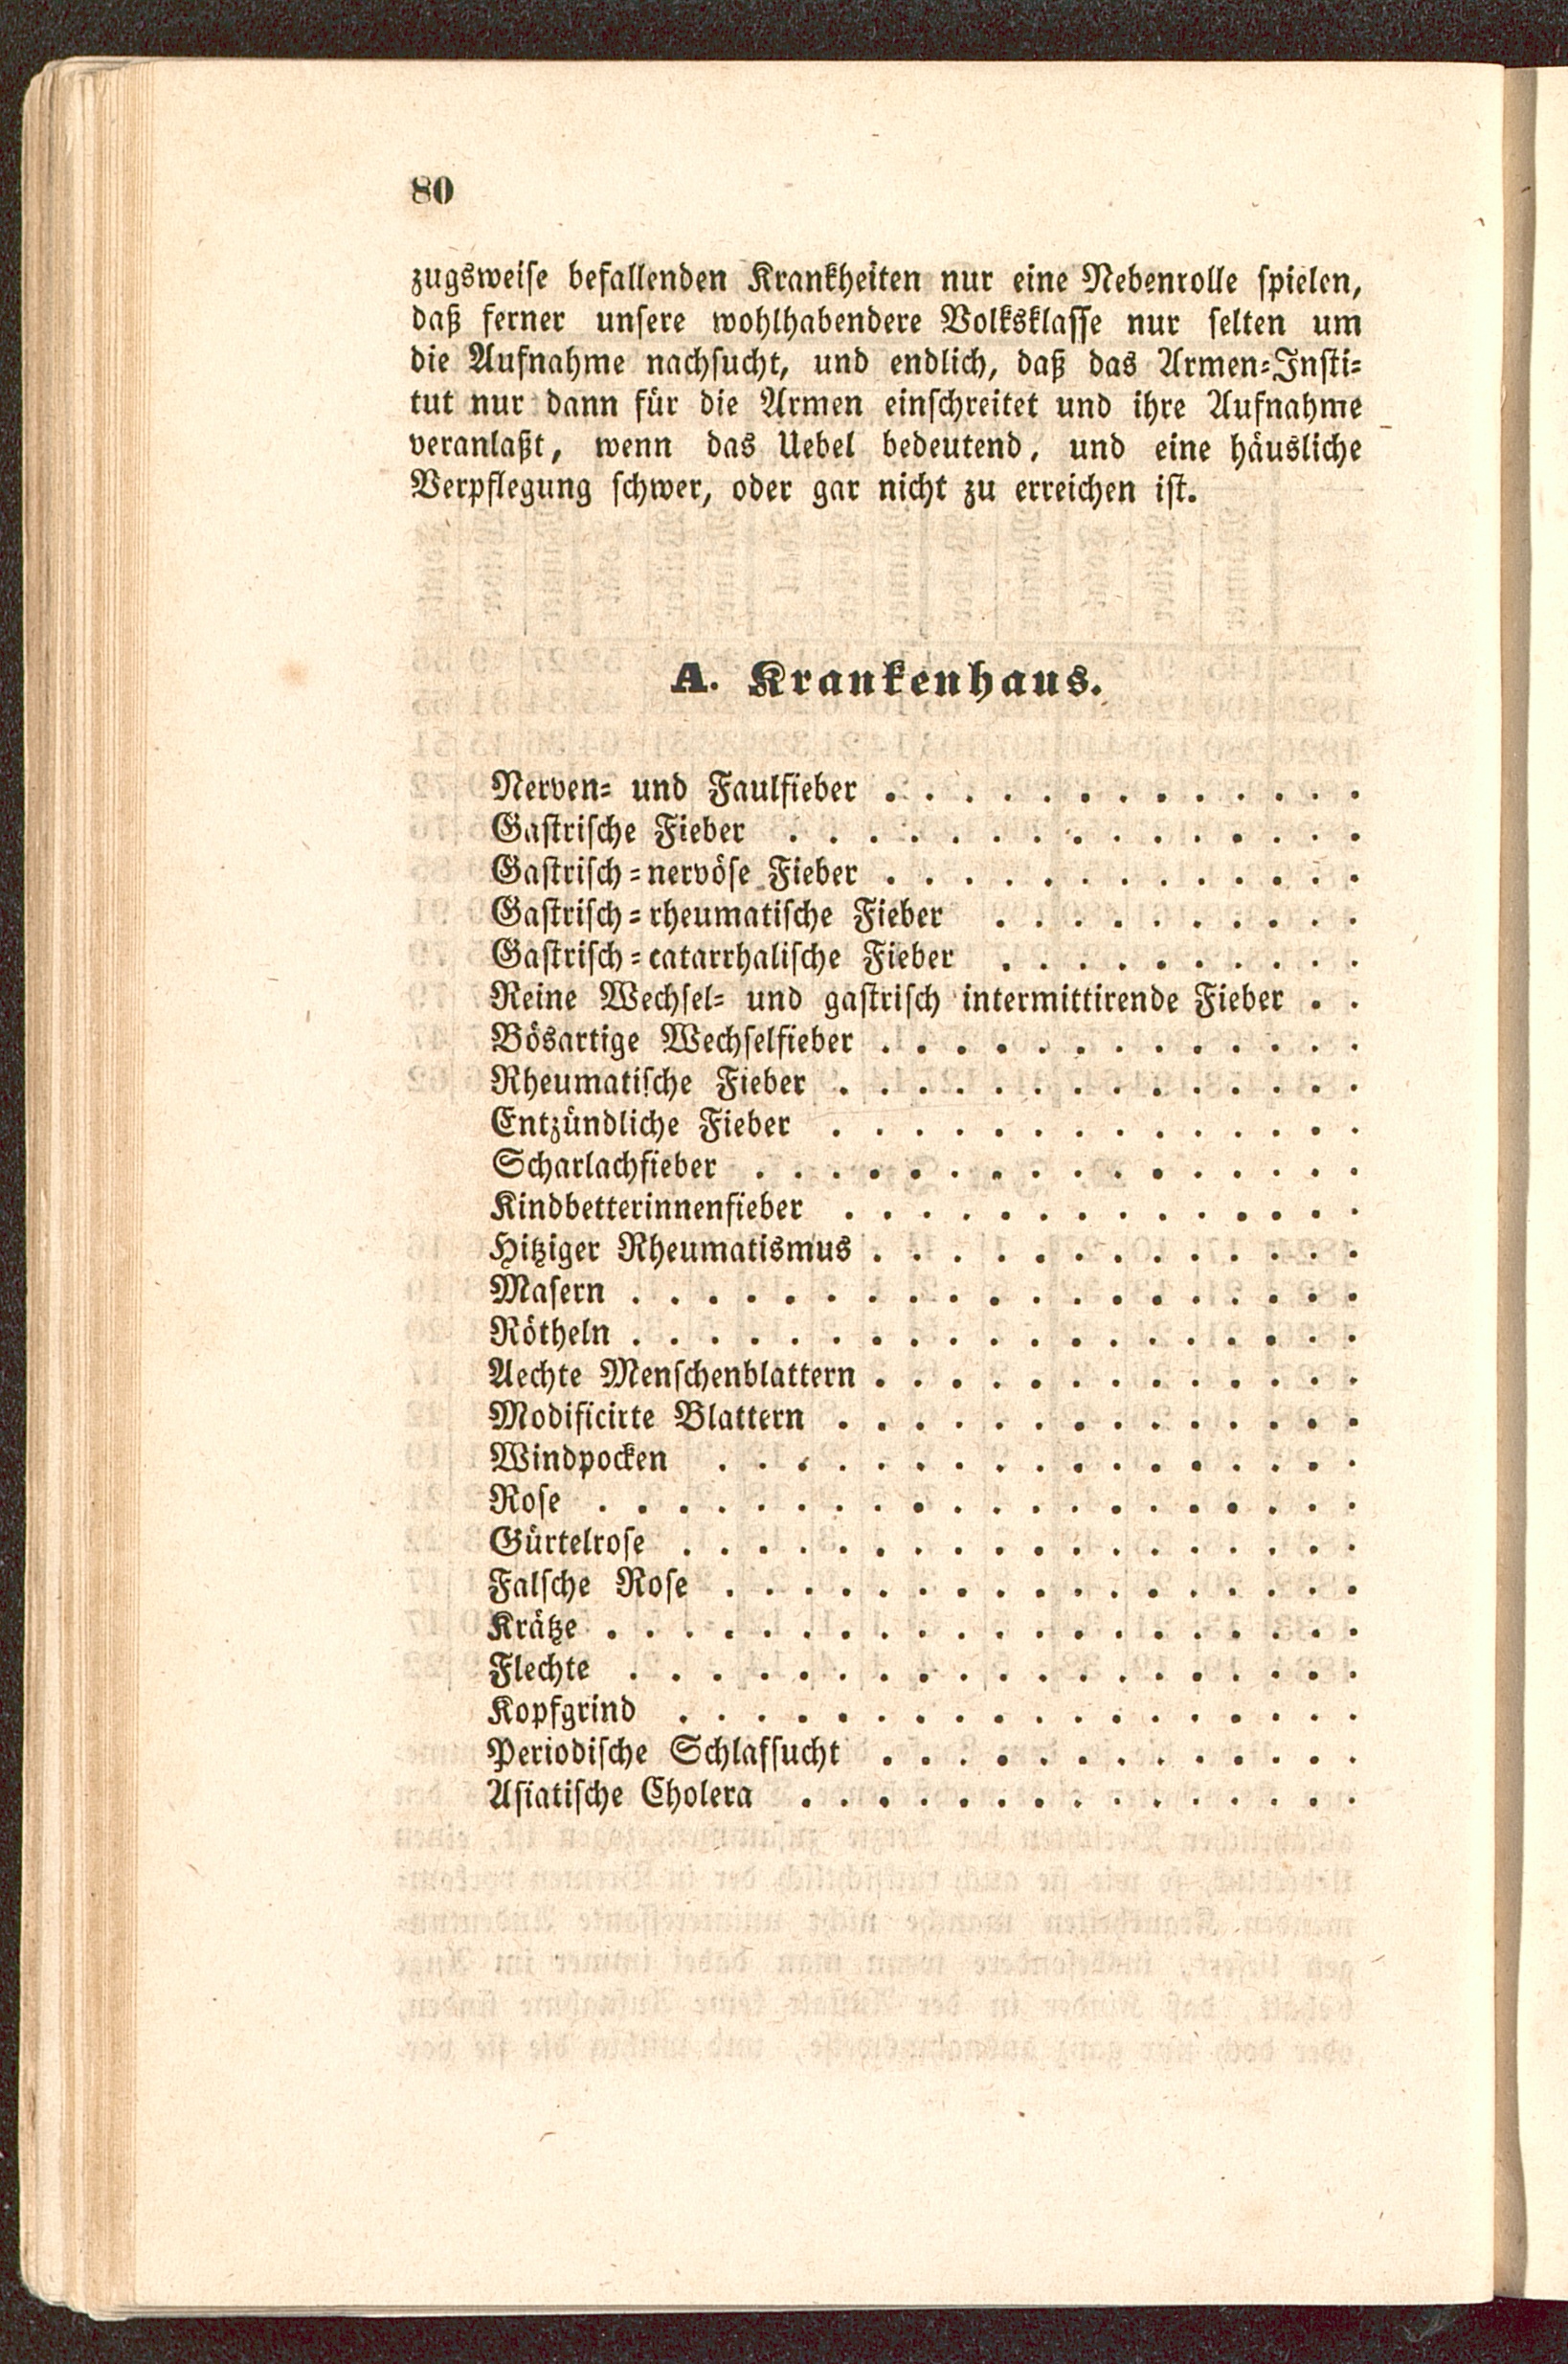 80
zugsweise befallenden Krankheiten nur eine Nebenrolle spielen,
daß ferner unsere wohlhabendere Volksklasse nur selten um
die Aufnahme nachsucht, und endlich, daß das Armen-Insti-
tut nur dann für die Armen einschreitet und ihre Aufnahme
veranlaßt, wenn das Uebel bedeutend, und eine häusliche
Verpflegung schwer, oder gar nicht zu erreichen ist.
A. Krankenhaus.
Nerven- und Faulfieber . . . . . . . . . . . . .
Gastrische Fieber . . . . . . . . . . . . . . .
Gastrisch-nervöse Fieber . . . . . . . . . . . . .
Gastrisch-rheumatische Fieber . . . . . . . . . .
Gastrisch-catarrhalische Fieber . . . . . . . . . .
Reine Wechsel- und gastrisch intermittirende Fieber . .
Bösartige Wechselfieber . . . . . . . . . . . . .
Rheumatische Fieber . . . . . . . . . . . . . .
Entzündliche Fieber . . . . . . . . . . . . . .
Scharlachfieber . . . . . . . . . . . . . . . .
Kindbetterinnenfieber . . . . . . . . . . . . .
Hitziger Rheumatismus . . . . . . . . . . . . .
Masern . . . . . . . . . . . . . . . . . . .
Rötheln . . . . . . . . . . . . . . . . . . .
Aechte Menschenblattern . . . . . . . . . . . . .
Modificirte Blattern . . . . . . . . . . . . . .
Windpocken . . . . . . . . . . . . . . . . .
Rose . . . . . . . . . . . . . . . . . . . .
Gürtelrose . . . . . . . . . . . . . . . . . .
Falsche Rose . . . . . . . . . . . . . . . . .
Krätze . . . . . . . . . . . . . . . . . . . .
Flechte . . . . . . . . . . . . . . . . . . .
Kopfgrind . . . . . . . . . . . . . . . . . .
Periodische Schlafsucht . . . . . . . . . . . . .
Asiatische Cholera . . . . . . . . . . . . . . .